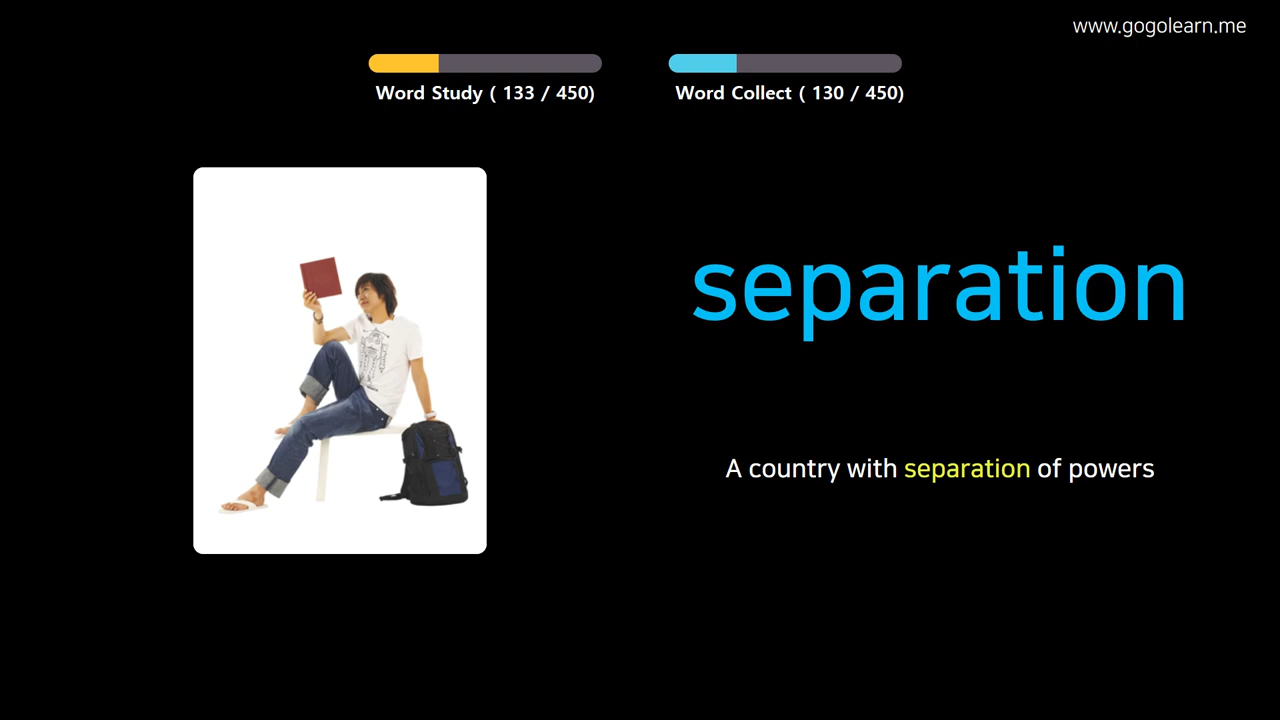 www.gogolearn.me
Word Study ( 133 / 450)
Word Collect ( 130 / 450)
separation
A country with separation of powers